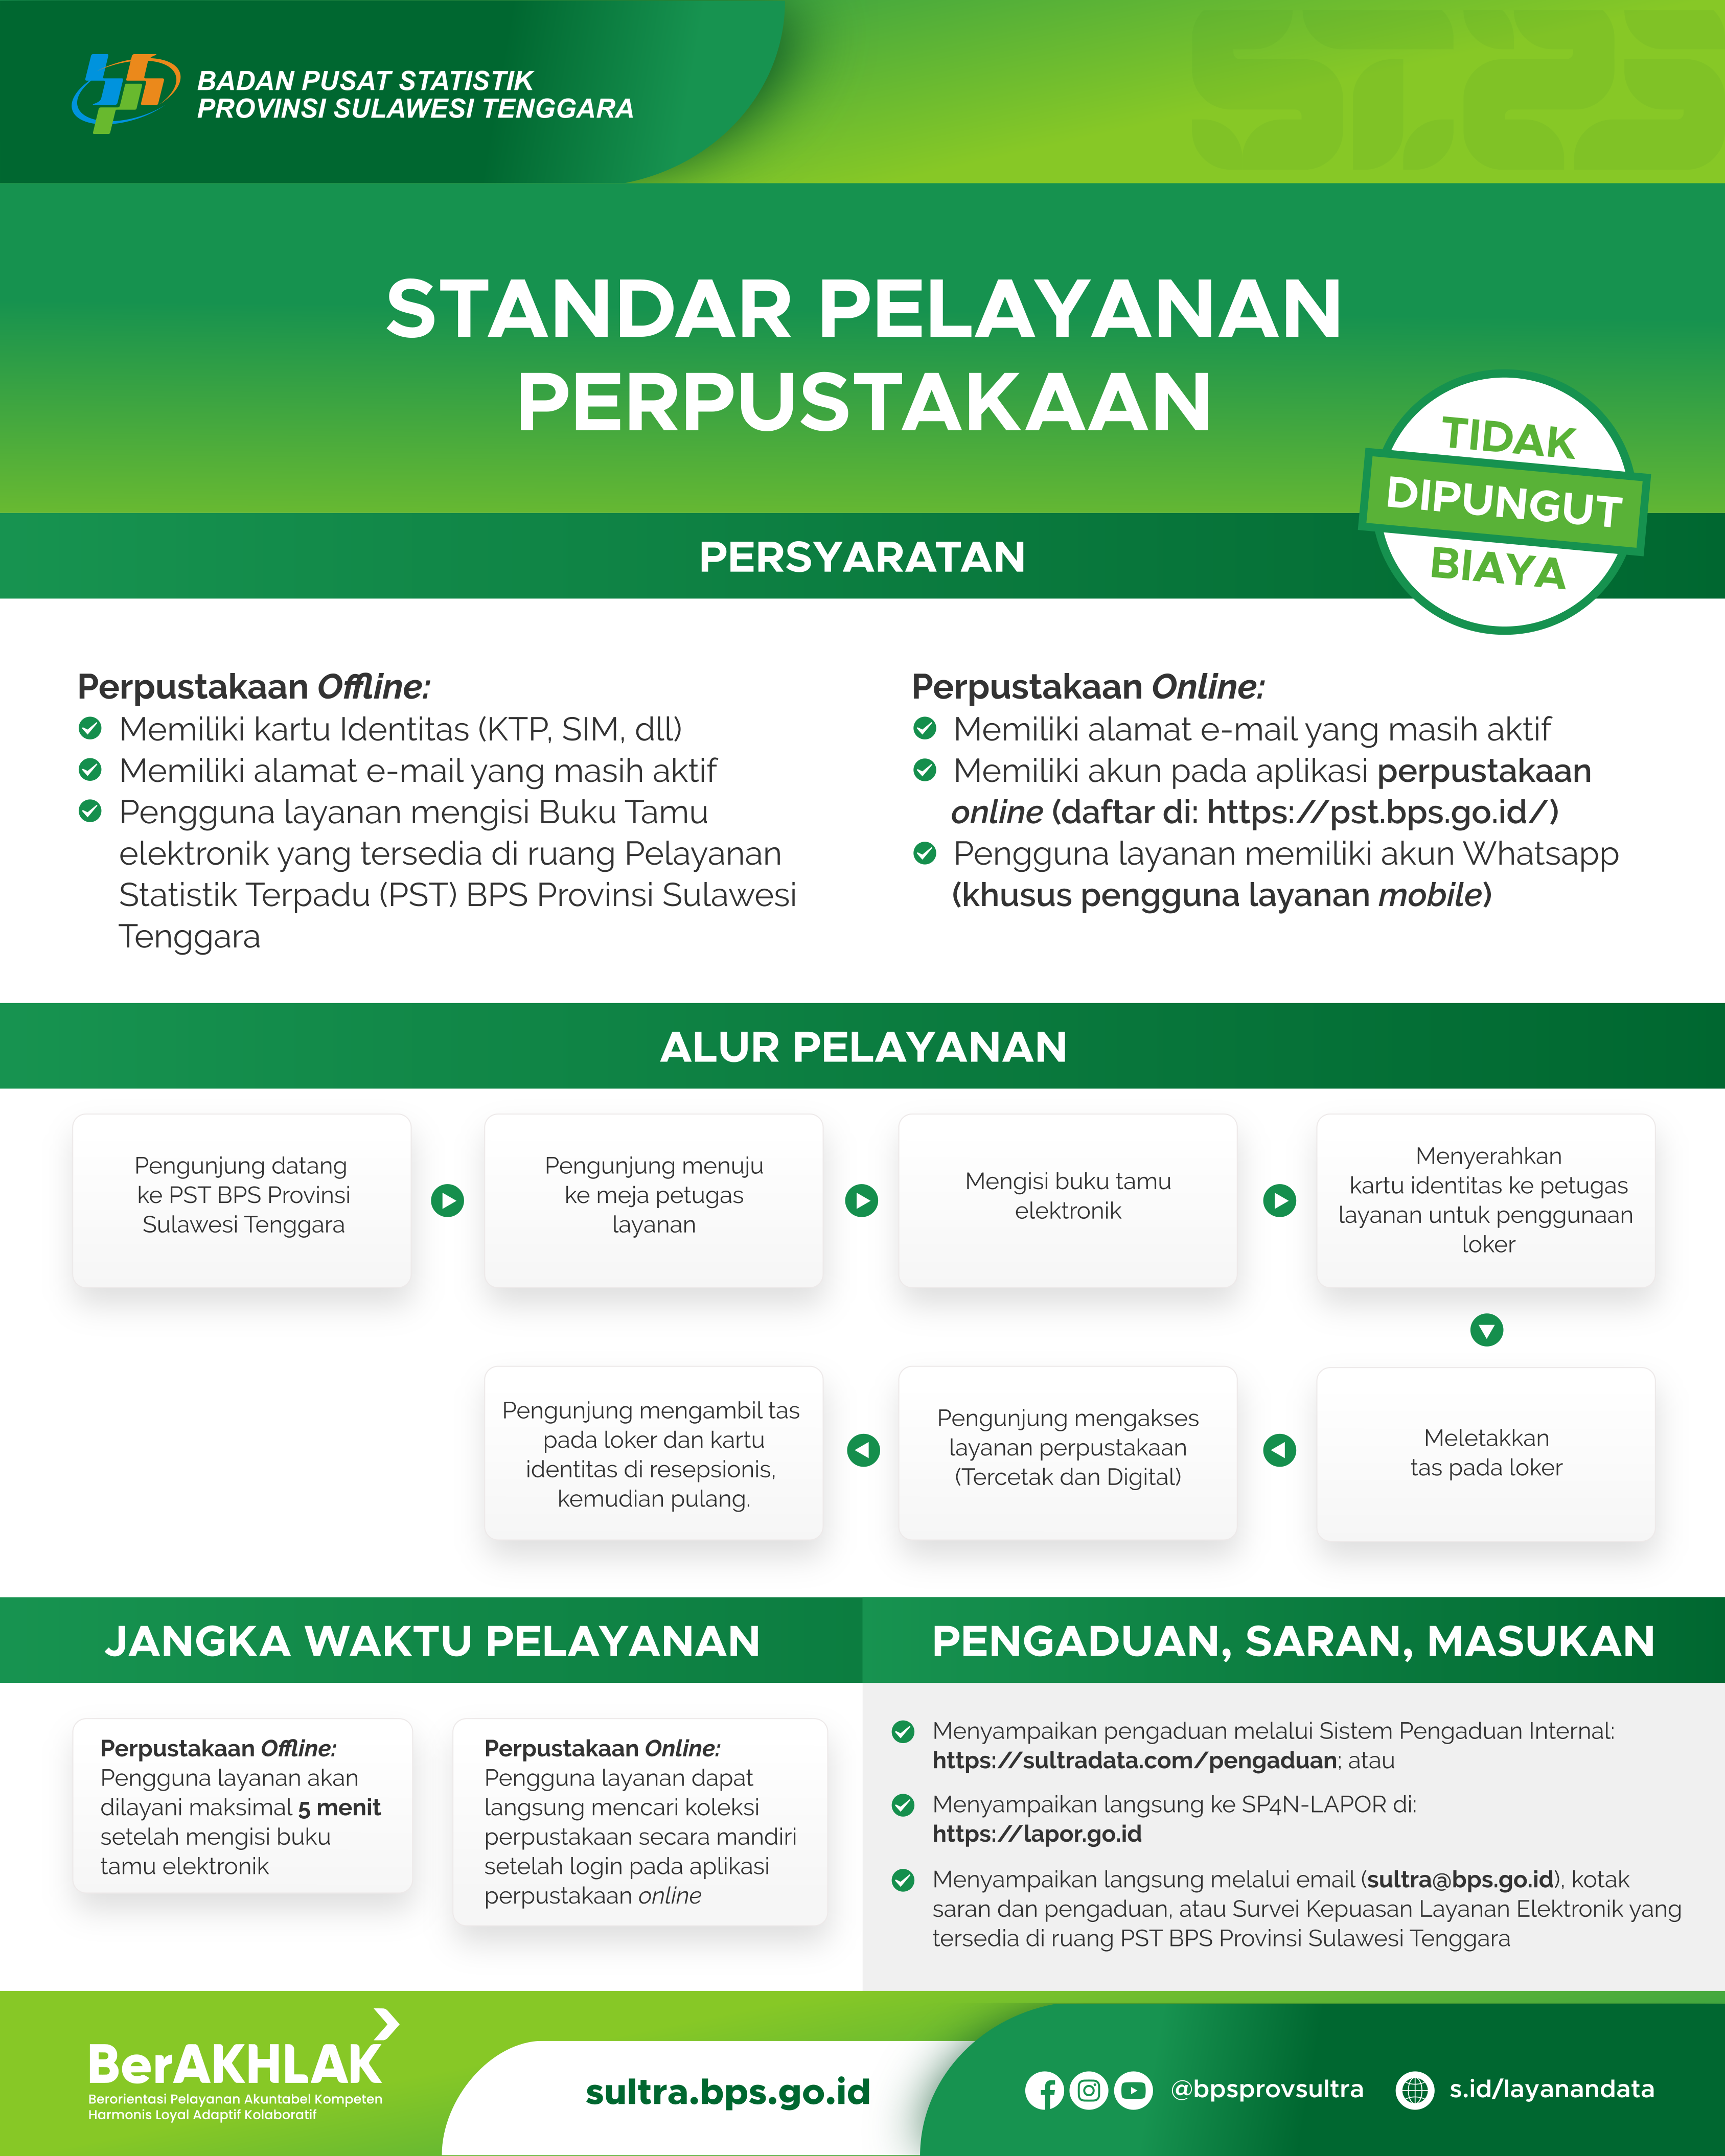 BADAN PUSAT STATISTIK
PROVINSI SULAWESI TENGGARA
ST23
STANDAR PELAYANAN
PERPUSTAKAAN
TIDAK
DIPUNGUT
BIAYA
PERSYARATAN
Perpustakaan Offline:
Memiliki kartu Identitas (KTP, SIM, dll)
Memiliki alamat e-mail yang masih aktif
Pengguna layanan mengisi Buku Tamu
elektronik yang tersedia di ruang Pelayanan
Statistik Terpadu (PST) BPS Provinsi Sulawesi
Tenggara
Perpustakaan Online:
Memiliki alamat e-mail yang masih aktif
Memiliki akun pada aplikasi perpustakaan
online (daftar di: https://pst.bps.go.id/)
Pengguna layanan memiliki akun Whatsapp
(khusus pengguna layanan mobile)
ALUR PELAYANAN
Pengunjung datang
ke PST BPS Provinsi
Sulawesi Tenggara
Pengunjung menuju
ke meja petugas
layanan
Mengisi buku tamu
elektronik
Menyerahkan
kartu identitas ke petugas
layanan untuk penggunaan
loker
Meletakkan
tas pada loker
Pengunjung mengakses
layanan perpustakaan
(Tercetak dan Digital)
Pengunjung mengambil tas
pada loker dan kartu
identitas di resepsionis,
kemudian pulang.
JANGKA WAKTU PELAYANAN
Perpustakaan Offline:
Pengguna layanan akan
dilayani maksimal 5 menit
setelah mengisi buku
tamu elektronik
Perpustakaan Online:
Pengguna layanan dapat
langsung mencari koleksi
perpustakaan secara mandiri
setelah login pada aplikasi
perpustakaan online
PENGADUAN, SARAN, MASUKAN
Menyampaikan pengaduan melalui Sistem Pengaduan Internal:
https://sultradata.com/pengaduan; atau
Menyampaikan langsung ke SP4N-LAPOR di:
https://lapor.go.id
Menyampaikan langsung melalui email (sultra@bps.go.id), kotak
saran dan pengaduan, atau Survei Kepuasan Layanan Elektronik yang
tersedia di ruang PST BPS Provinsi Sulawesi Tenggara
BerAKHLAK
Berorientasi Pelayanan Akuntabel Kompeten
Harmonis Loyal Adaptif Kolaboratif
sultra.bps.go.id
@bpsprovsultra
s.id/layanandata